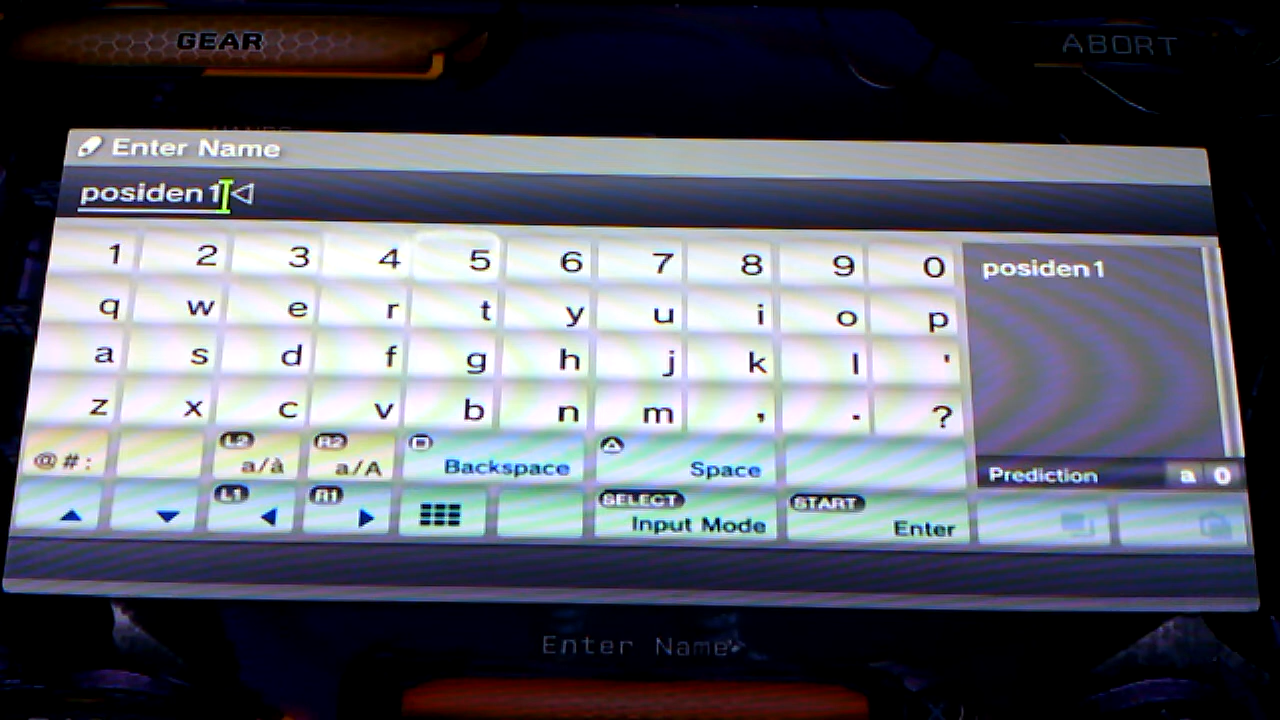 GEAR
ABORT
Enter Name
posiden1
1 2 3 4 5 6 7 8 9 0
posiden1
q w e r t y u i o p
a s d f g h j k l '
z x c v b n m , . ?
@#: L2 a/à R2 a/A Backspace Space
Prediction a 0
L1 R1 SELECT Input Mode START Enter
Enter Name